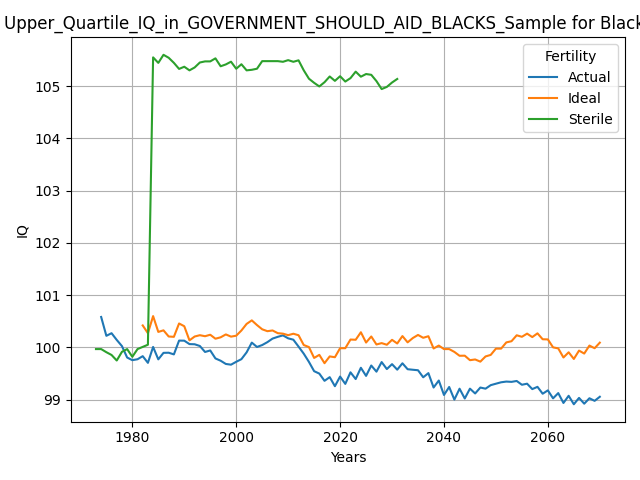 Upper_Quartile_IQ_in_GOVERNMENT_SHOULD_AID_BLACKS_Sample for Black
Fertility
Actual
Ideal
Sterile
IQ
105
104
103
102
101
100
99
1980
2000
2020
2040
2060
Years